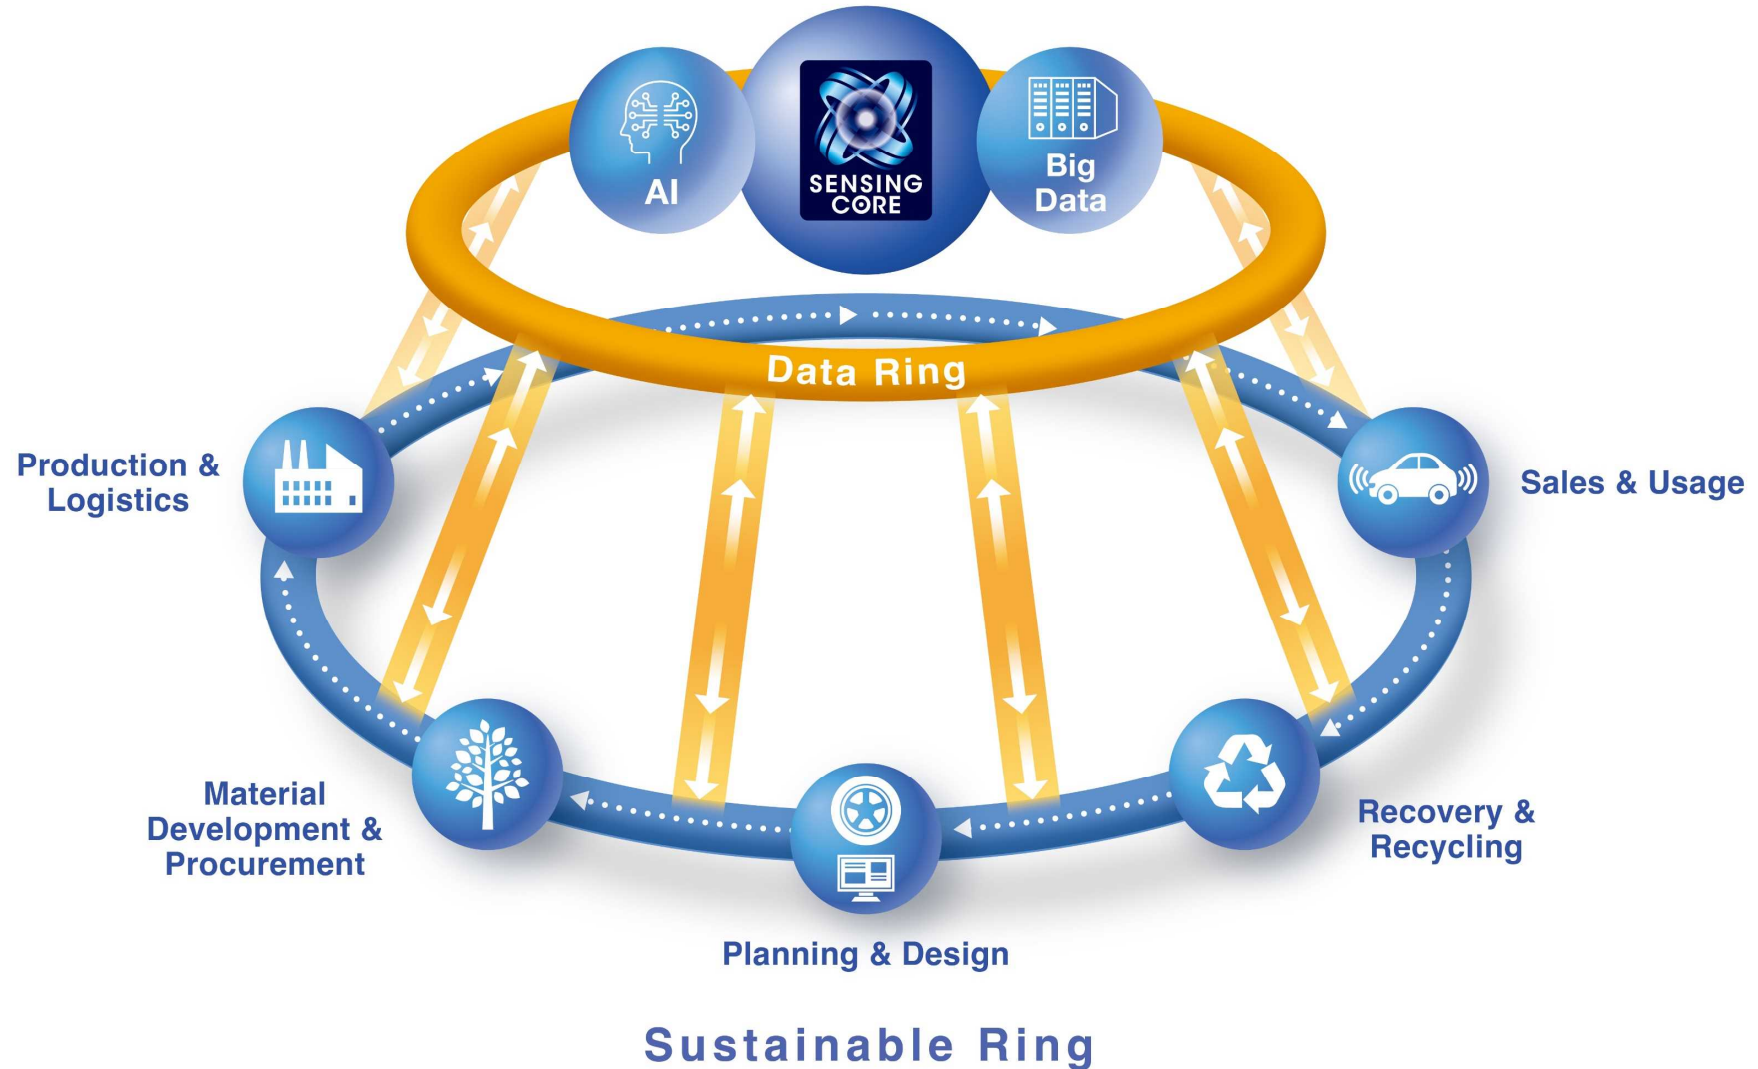 AI
SENSING
CORE
Big
Data
Data Ring
Production &
Logistics
Sales & Usage
Material
Development &
Procurement
Recovery &
Recycling
Planning & Design
Sustainable Ring